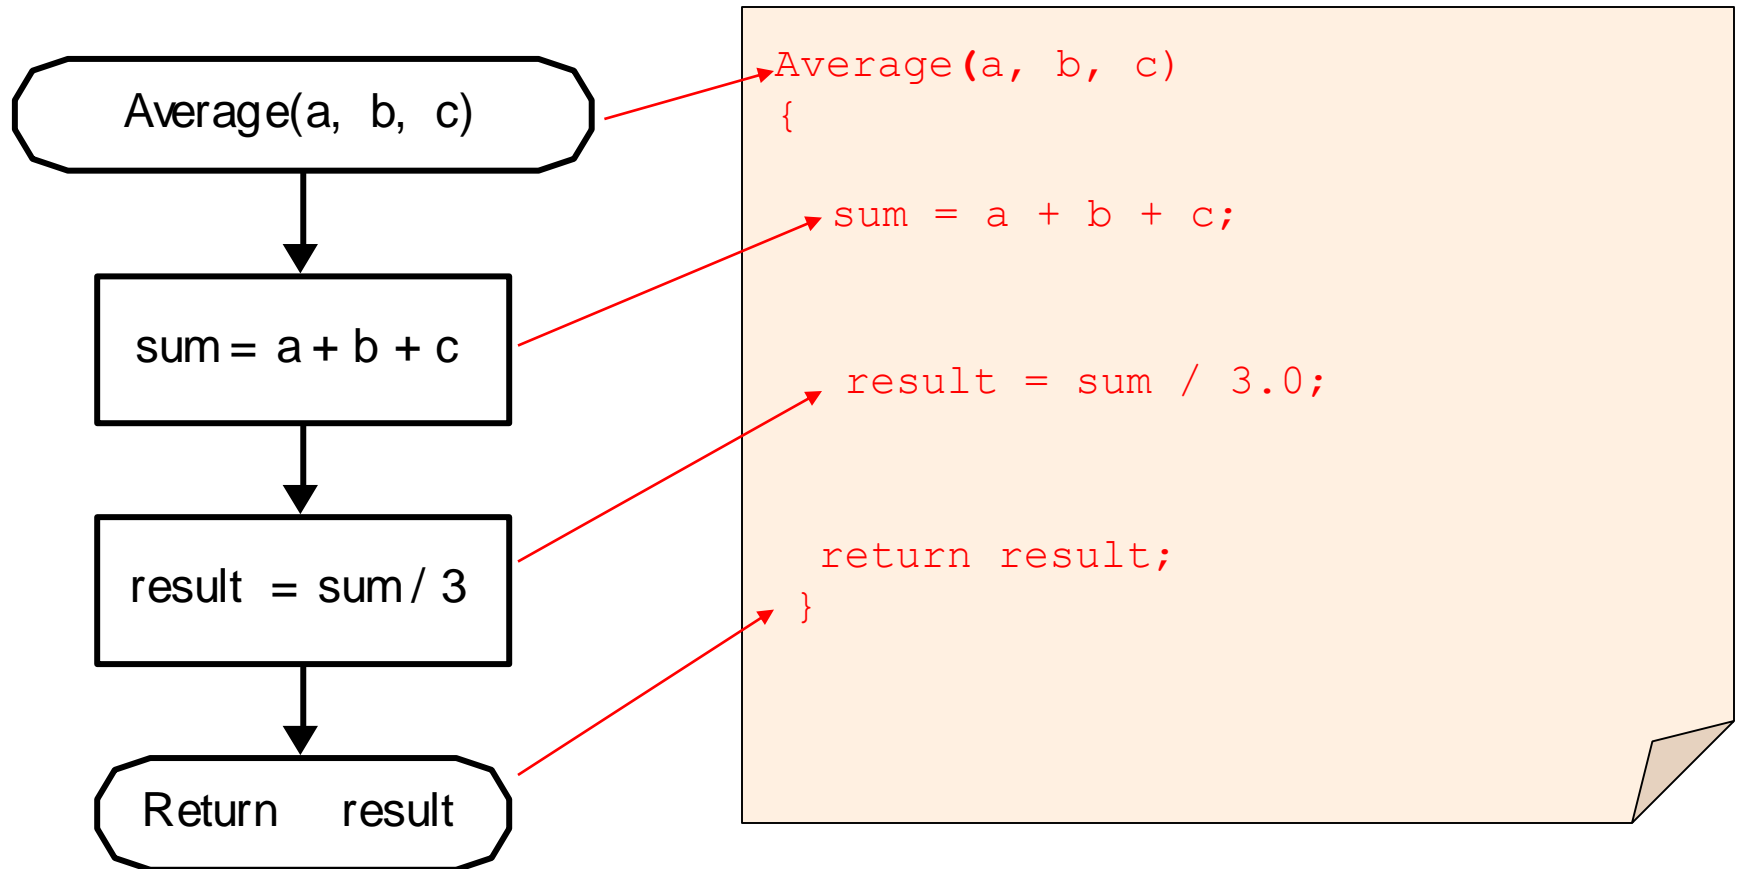 Average(a, b, c)
sum = a + b + c
result = sum / 3
Return result
Average(a, b, c)
{
sum = a + b + c;
result = sum / 3.0;
return result;
}